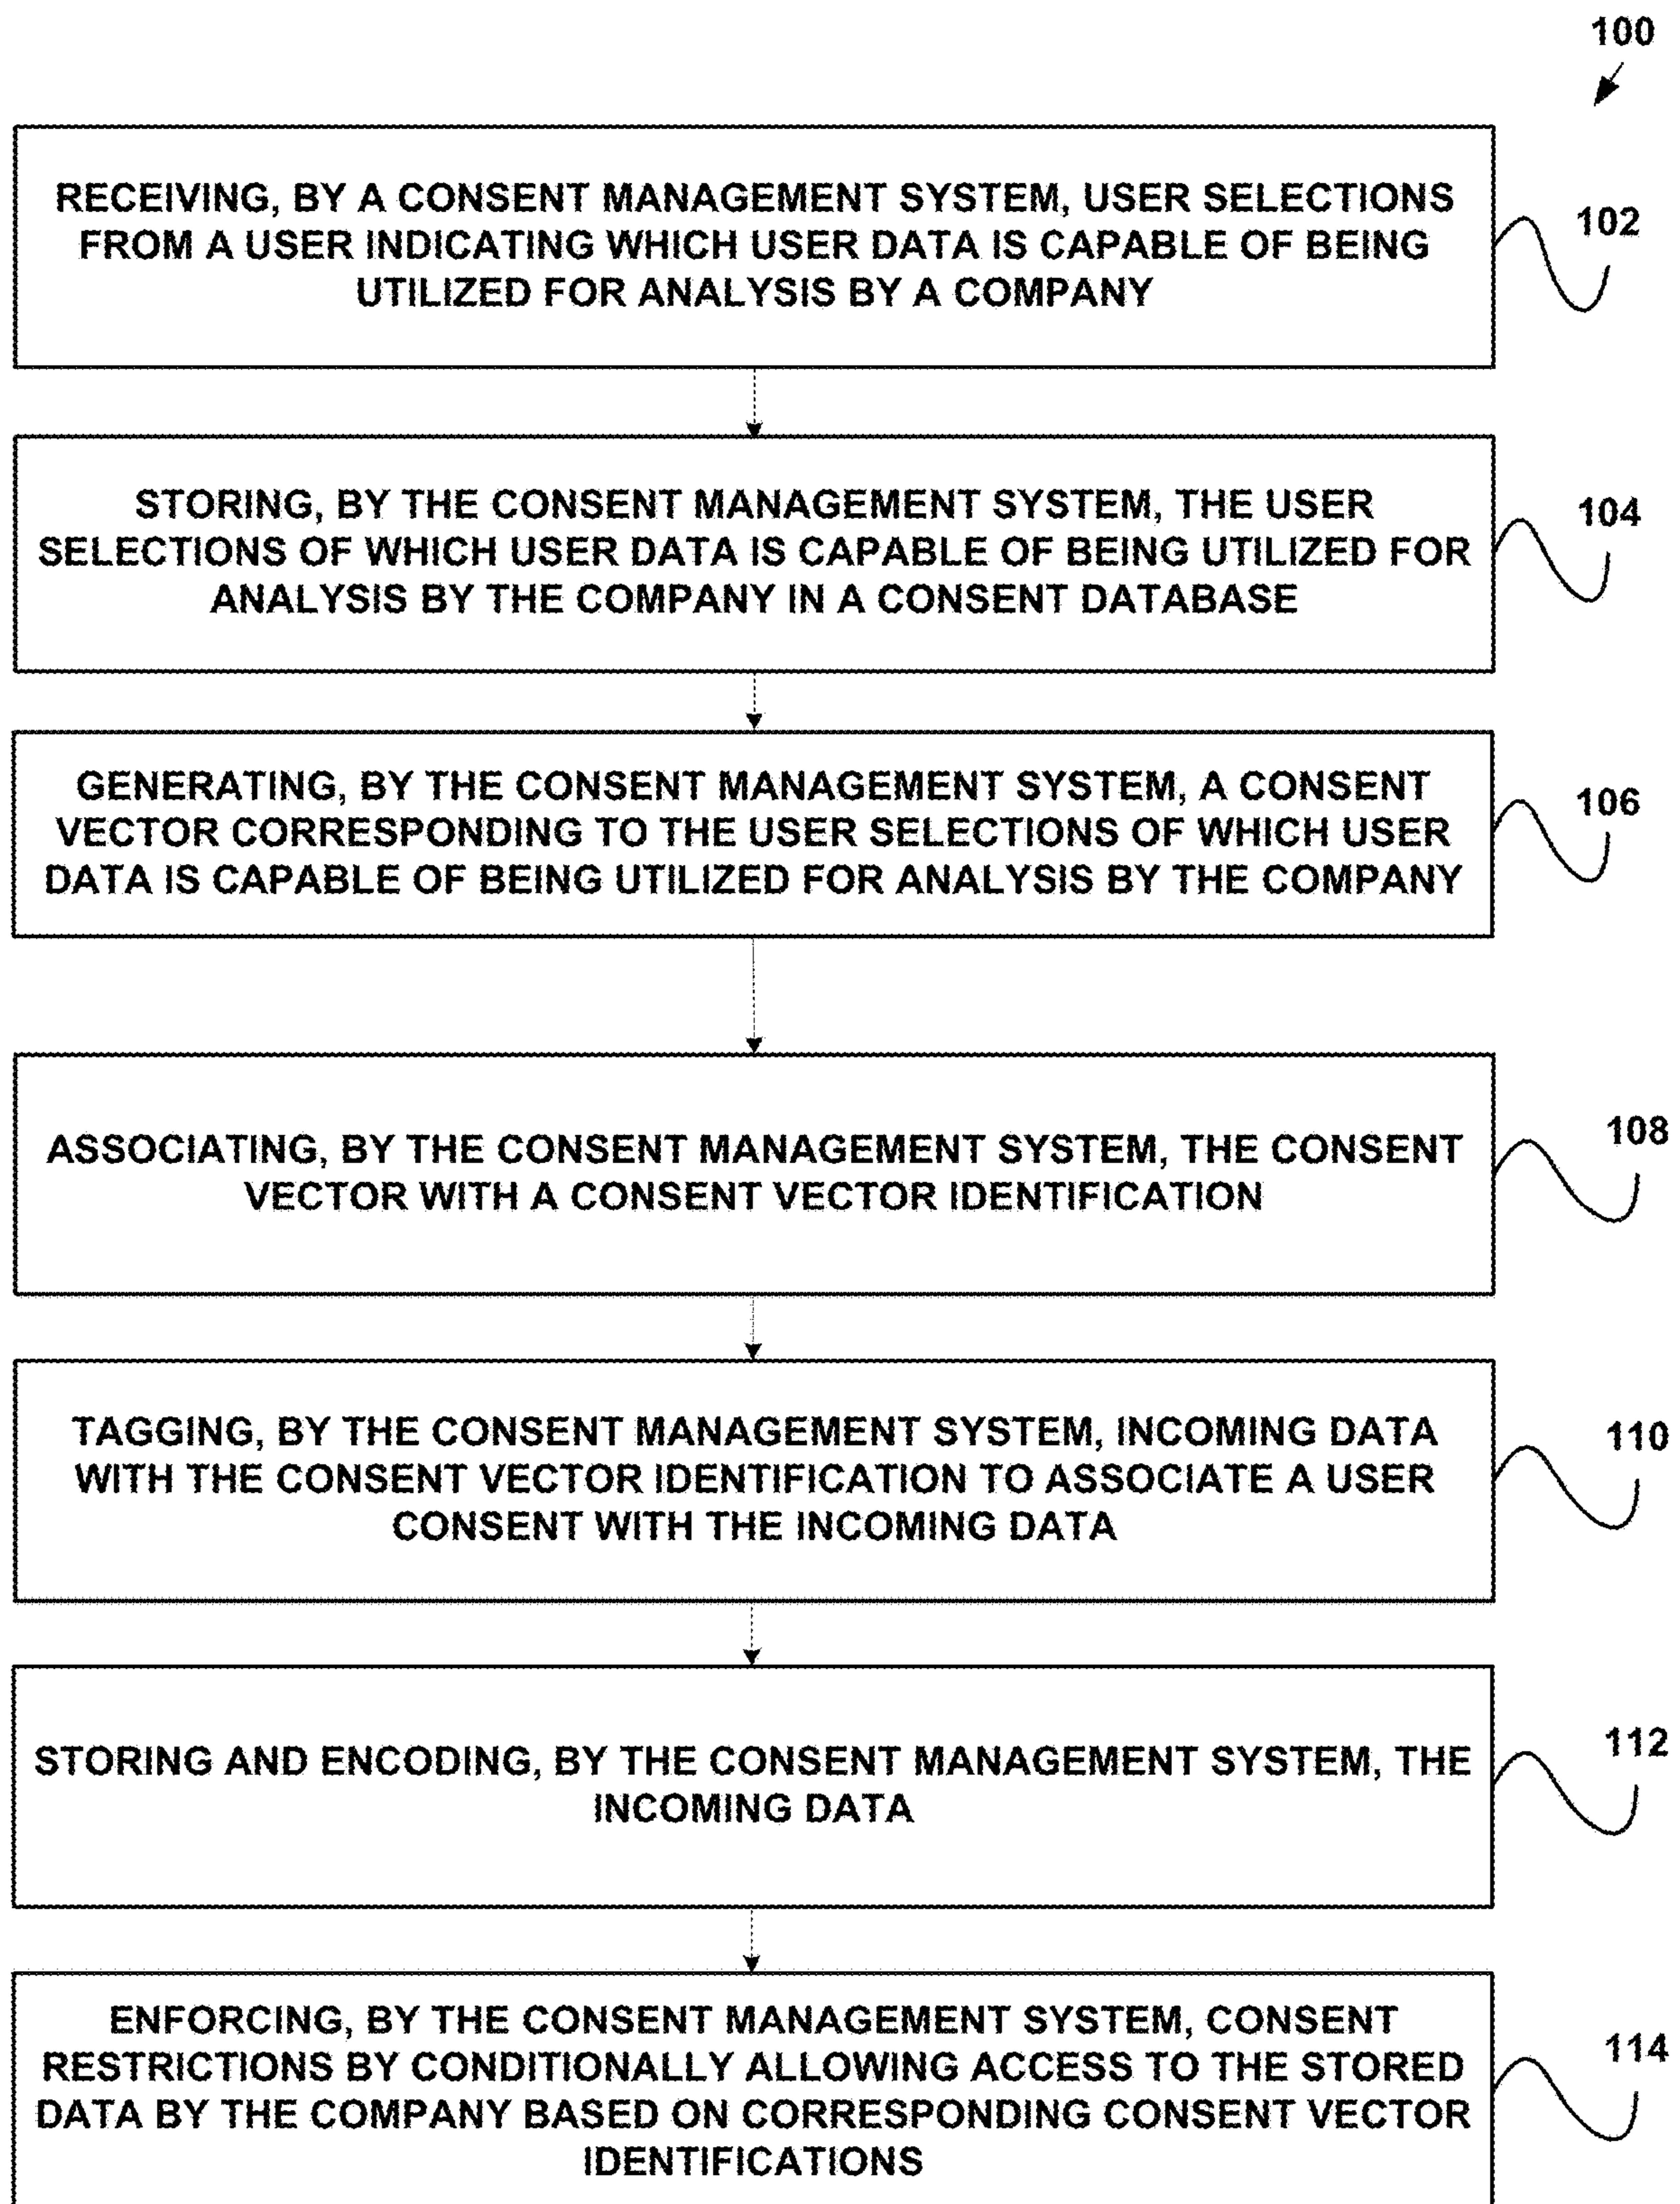 100
RECEIVING, BY A CONSENT MANAGEMENT SYSTEM, USER SELECTIONS
FROM A USER INDICATING WHICH USER DATA IS CAPABLE OF BEING
UTILIZED FOR ANALYSIS BY A COMPANY
102
STORING, BY THE CONSENT MANAGEMENT SYSTEM, THE USER
SELECTIONS OF WHICH USER DATA IS CAPABLE OF BEING UTILIZED FOR
ANALYSIS BY THE COMPANY IN A CONSENT DATABASE
104
GENERATING, BY THE CONSENT MANAGEMENT SYSTEM, A CONSENT
VECTOR CORRESPONDING TO THE USER SELECTIONS OF WHICH USER
DATA IS CAPABLE OF BEING UTILIZED FOR ANALYSIS BY THE COMPANY
106
ASSOCIATING, BY THE CONSENT MANAGEMENT SYSTEM, THE CONSENT
VECTOR WITH A CONSENT VECTOR IDENTIFICATION
108
TAGGING, BY THE CONSENT MANAGEMENT SYSTEM, INCOMING DATA
WITH THE CONSENT VECTOR IDENTIFICATION TO ASSOCIATE A USER
CONSENT WITH THE INCOMING DATA
110
STORING AND ENCODING, BY THE CONSENT MANAGEMENT SYSTEM, THE
INCOMING DATA
112
ENFORCING, BY THE CONSENT MANAGEMENT SYSTEM, CONSENT
RESTRICTIONS BY CONDITIONALLY ALLOWING ACCESS TO THE STORED
DATA BY THE COMPANY BASED ON CORRESPONDING CONSENT VECTOR
IDENTIFICATIONS
114